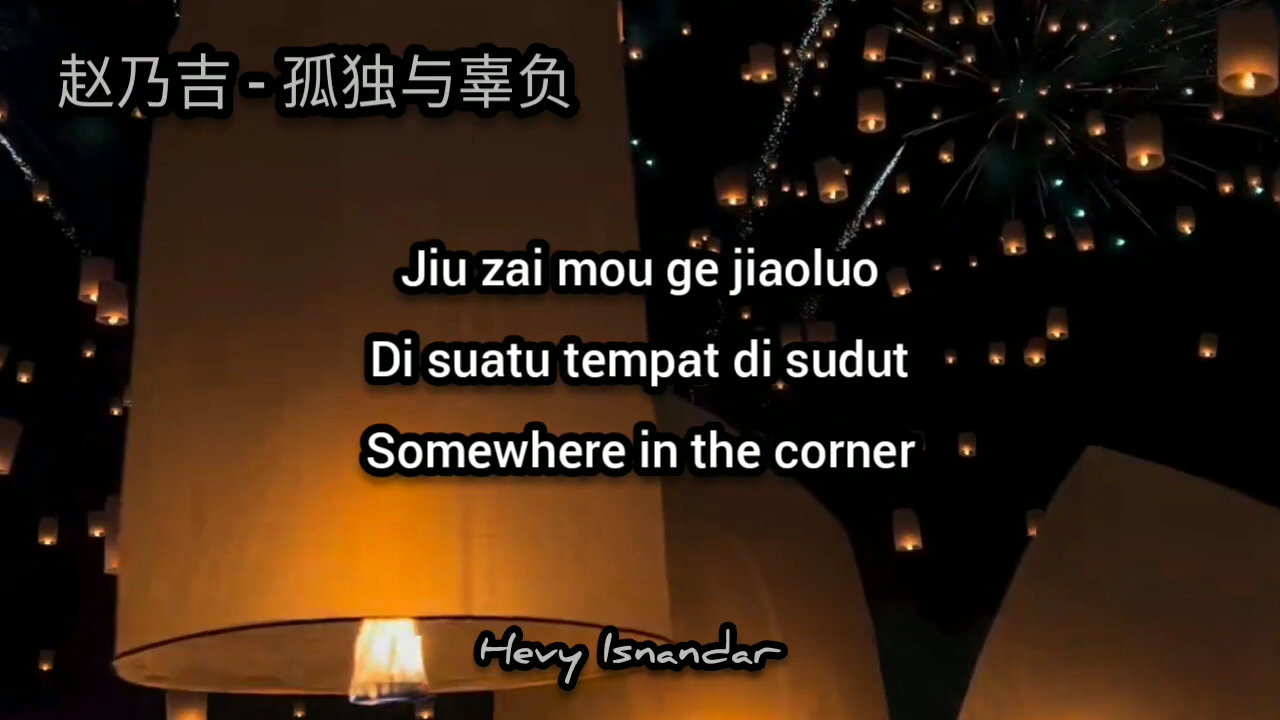 赵乃吉 - 孤独与辜负
Jiu zai mou ge jiaoluo
Di suatu tempat di sudut
Somewhere in the corner
Hevy Isnandar